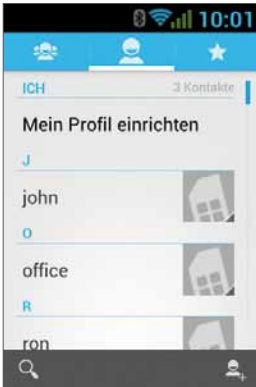 10:01
ICH 3 Kontakte
Mein Profil einrichten
J
john
O
office
R
ron